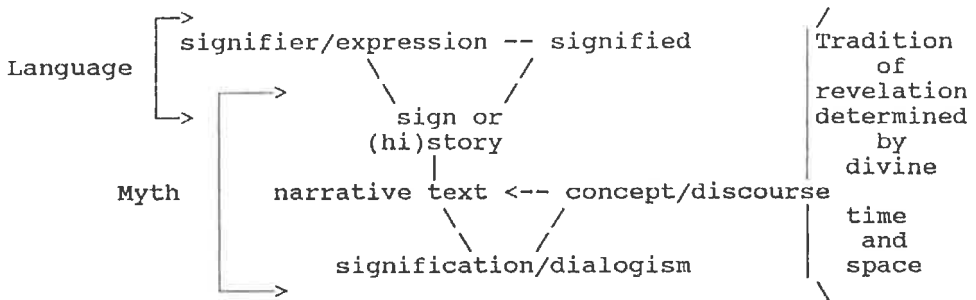 signifier/expression -- signified
Language
sign or
(hi)story
Myth
narrative text <-- concept/discourse
signification/dialogism
Tradition
of
revelation
determined
by
divine
time
and
space